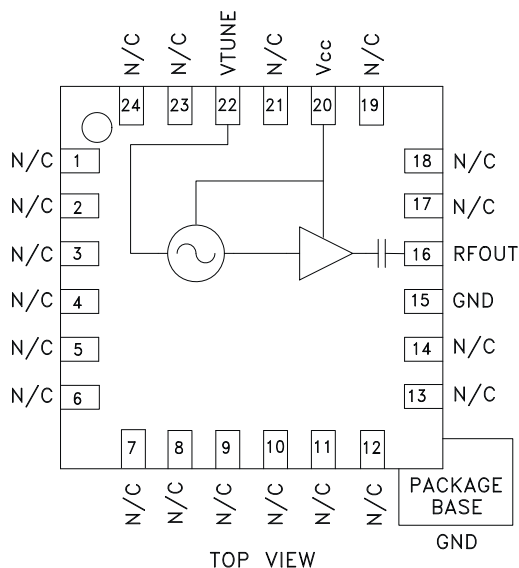 N/C N/C VTUNE N/C Vcc N/C
24 23 22 21 20 19
N/C 1 18 N/C
N/C 2 17 N/C
N/C 3 16 RFOUT
N/C 4 15 GND
N/C 5 14 N/C
N/C 6 13 N/C
7 8 9 10 11 12
N/C N/C N/C N/C N/C N/C
PACKAGE
BASE
GND
TOP VIEW